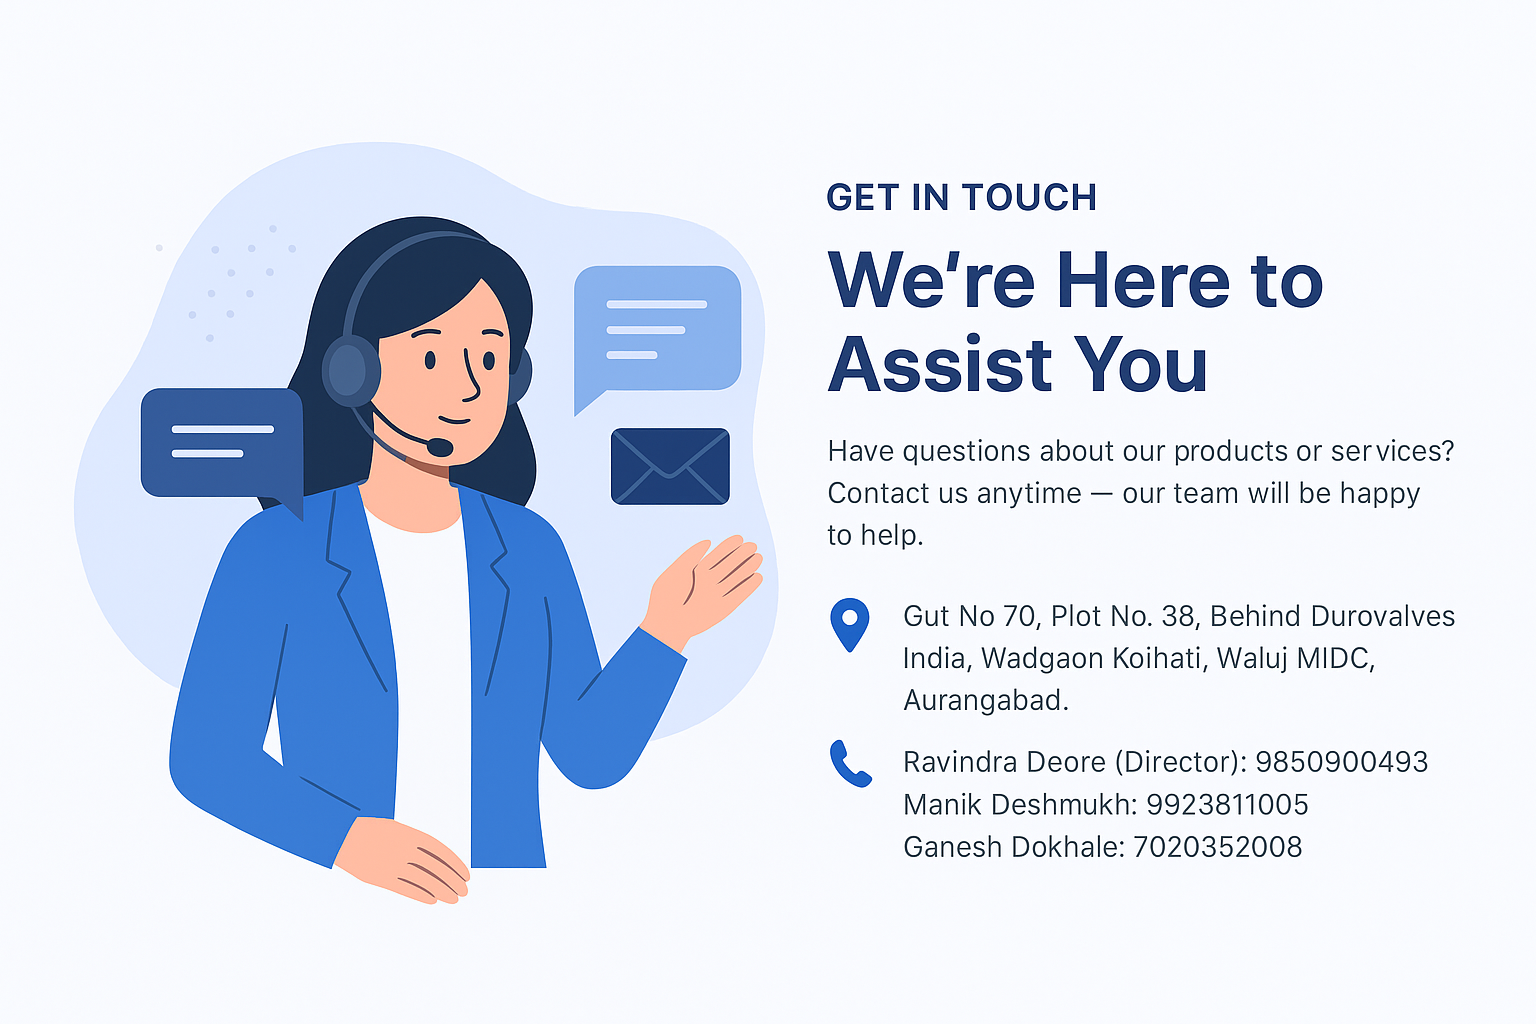 GET IN TOUCH
We're Here to
Assist You
Have questions about our products or services?
Contact us anytime — our team will be happy
to help.
Gut No 70, Plot No. 38, Behind Durovalves
India, Wadgaon Koihati, Waluj MIDC,
Aurangabad.
Ravindra Deore (Director): 9850900493
Manik Deshmukh: 9923811005
Ganesh Dokhale: 7020352008